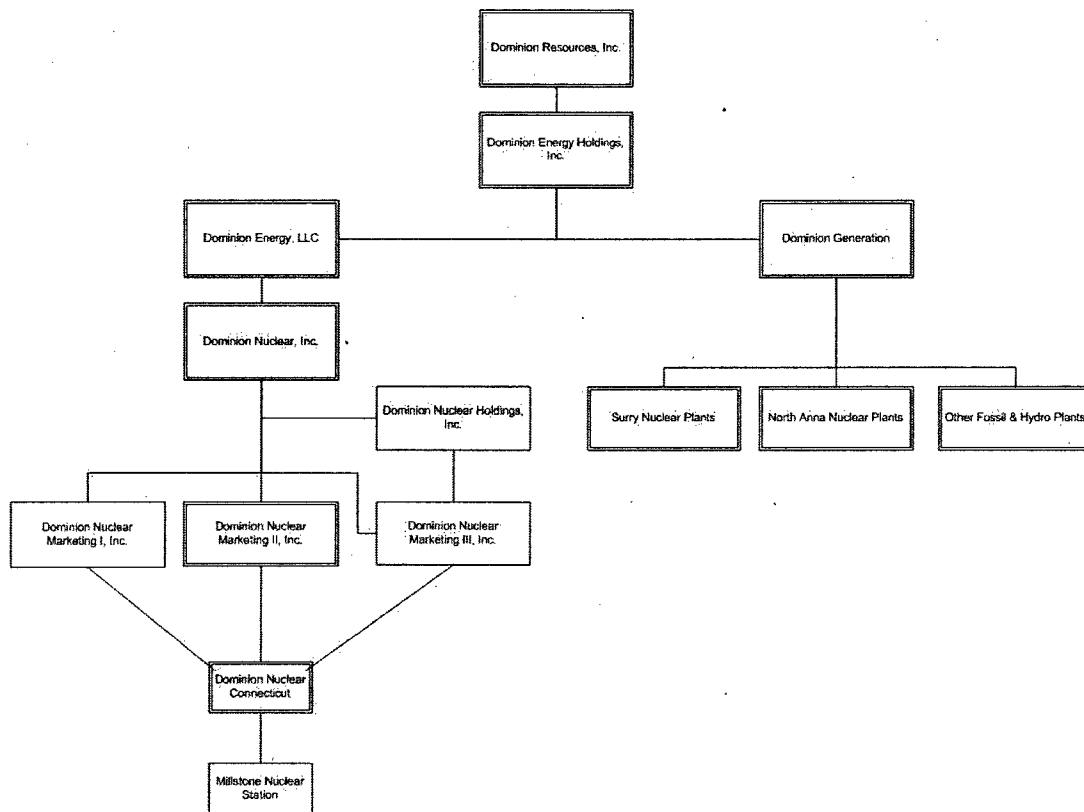 Dominion Resources, Inc.
Dominion Energy Holdings,
Inc.
Dominion Energy, LLC
Dominion Generation
Dominion Nuclear, Inc.
Dominion Nuclear Holdings,
Inc.
Surry Nuclear Plants
North Anna Nuclear Plants
Other Fossil & Hydro Plants
Dominion Nuclear
Marketing I, Inc.
Dominion Nuclear
Marketing II, Inc.
Dominion Nuclear
Marketing III, Inc.
Dominion Nuclear
Connecticut
Millstone Nuclear
Station